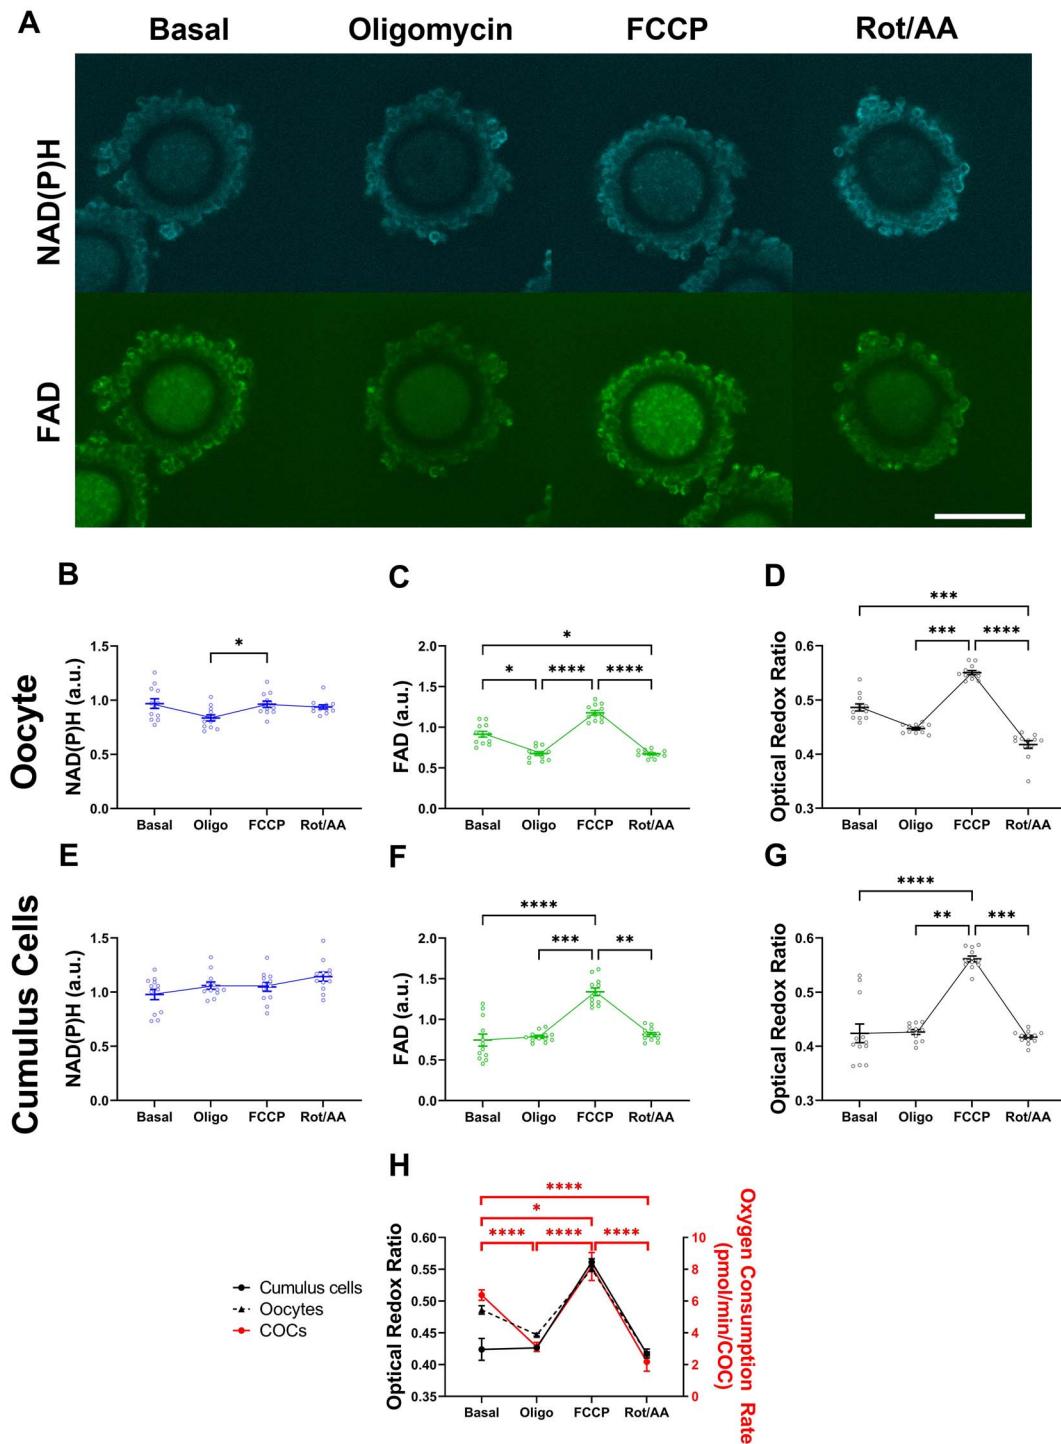 A
Basal Oligomycin FCCP Rot/AA
NAD(P)H
FAD
Oocyte
B
NAD(P)H (a.u.)
1.5
1.0
0.5
0.0
*
Basal Oligo FCCP Rot/AA
C
FAD (a.u.)
2.0
1.5
1.0
0.5
0.0
*
* **** ****
Basal Oligo FCCP Rot/AA
D
Optical Redox Ratio
0.6
0.5
0.4
0.3
***
*** ****
Basal Oligo FCCP Rot/AA
Cumulus Cells
E
NAD(P)H (a.u.)
1.5
1.0
0.5
0.0
Basal Oligo FCCP Rot/AA
F
FAD (a.u.)
2.0
1.5
1.0
0.5
0.0
****
*** **
Basal Oligo FCCP Rot/AA
G
Optical Redox Ratio
0.6
0.5
0.4
0.3
****
** ***
Basal Oligo FCCP Rot/AA
H
Cumulus cells
Oocytes
COCs
Optical Redox Ratio
0.60
0.55
0.50
0.45
0.40
0.35
****
*
**** **** ****
Basal Oligo FCCP Rot/AA
10
8
6
4
2
0
Oxygen Consumption Rate
(pmol/min/COC)